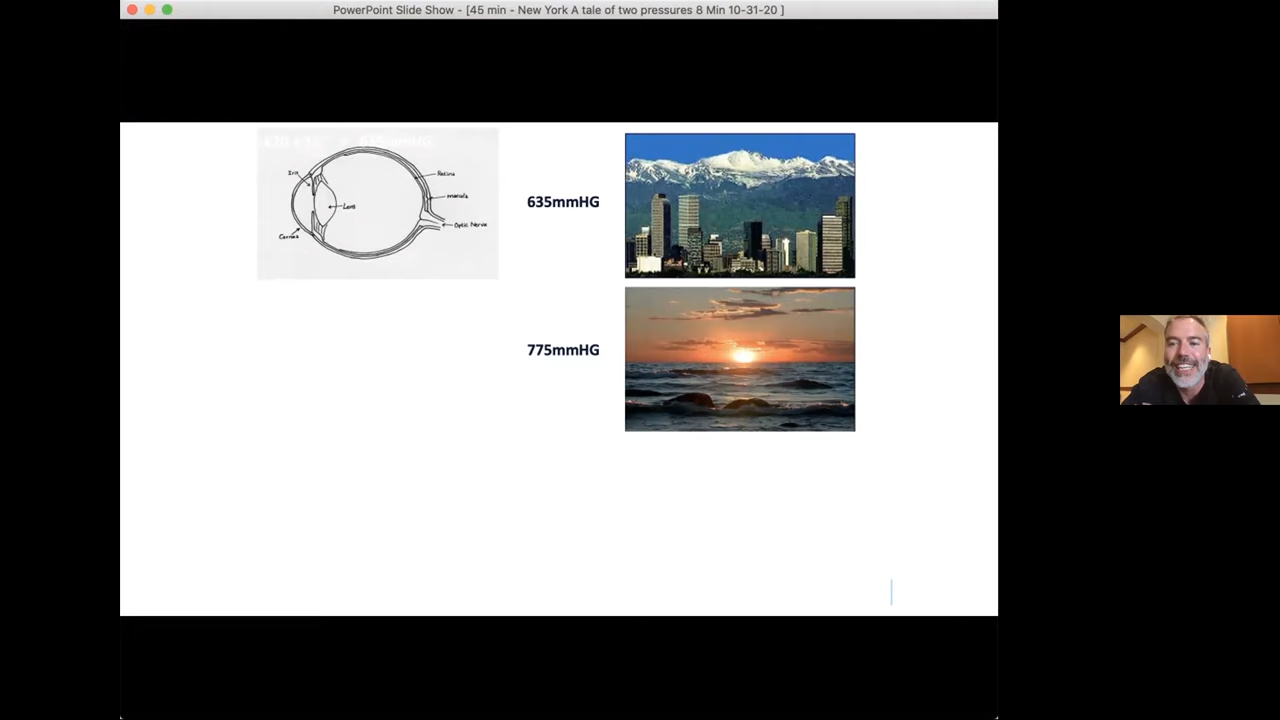 PowerPoint Slide Show - [45 min - New York A tale of two pressures 8 Min 10-31-20 ]
Iris
Retina
macula
Lens
Optic Nerve
Cornea
635mmHG
775mmHG